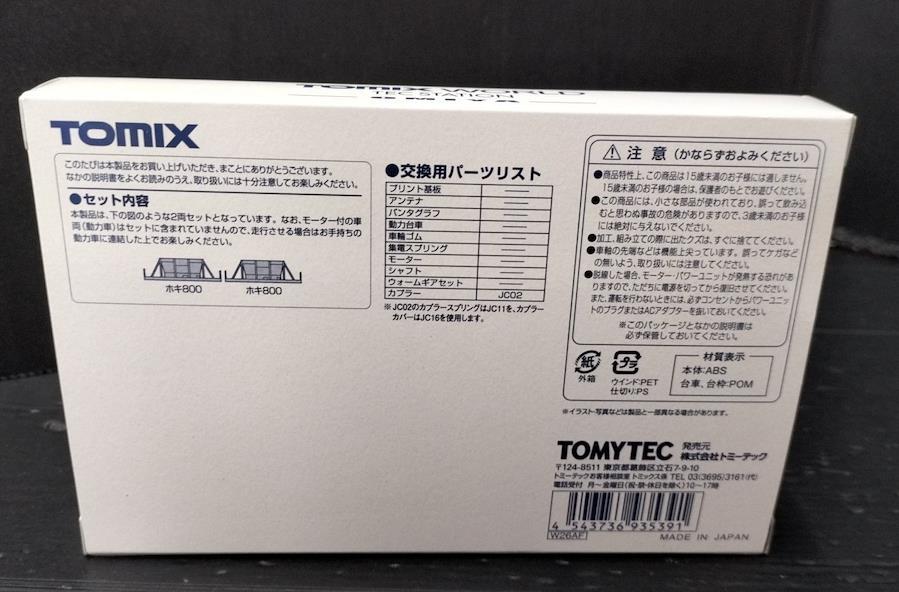 TOMIX WORLD
TEC STATION
TOMIX
このたびは本製品をお買い上げいただき、まことにありがとうございます。
なかの説明書をよくお読みのうえ、取り扱いには十分注意してお楽しみください。
●セット内容
本製品は、下の図のような2両セットとなっています。なお、モーター付の車
両(動力車)はセットに含まれていませんので、走行させる場合はお手持ちの
動力車に連結した上でお楽しみください。
ホキ800 ホキ800
●交換用パーツリスト
プリント基板 ——
アンテナ ——
パンタグラフ ——
動力台車 ——
車輪ゴム ——
集電スプリング ——
モーター ——
シャフト ——
ウォームギアセット ——
カプラー JC02
※JC02のカプラースプリングはJC11を、カプラー
カバーはJC16を使用します。
注意(かならずおよみください)
●商品特性上、この商品は15歳未満のお子様には適しません。
15歳未満のお子様の場合は、保護者のもとでお遊びください。
●この商品には、小さな部品が使われており、誤って飲み込
むと思わぬ事故の危険がありますので、3歳未満のお子様
には絶対に与えないでください。
●加工、組み立ての際に出たクズは、すぐに捨ててください。
●車軸の先端などは機能上尖っています。誤ってケガなど
の無いよう、取り扱いには注意してください。
●脱線した場合、モーター・パワーユニットが発熱する恐れがあ
りますので、ただちに電源を切ってから復旧させてください。
また、運転を行わないときには、必ずコンセントからパワーユニッ
トのプラグまたはACアダプターを抜いておいてください。
※このパッケージとなかの説明書は
必ず保管しておいてください。
紙
外箱
プラ
ウインド:PET
仕切り:PS
材質表示
本体:ABS
台車、台枠:POM
※イラスト・写真などは製品と一部異なる場合があります。
TOMYTEC 発売元
株式会社トミーテック
〒124-8511 東京都葛飾区立石7-9-10
トミーテックお客様相談室 トミックス係 TEL 03(3695)3161(代)
電話受付 月〜金曜日(祝・祭・休日を除く)10〜17時
4 543736 935391
W26AF
MADE IN JAPAN